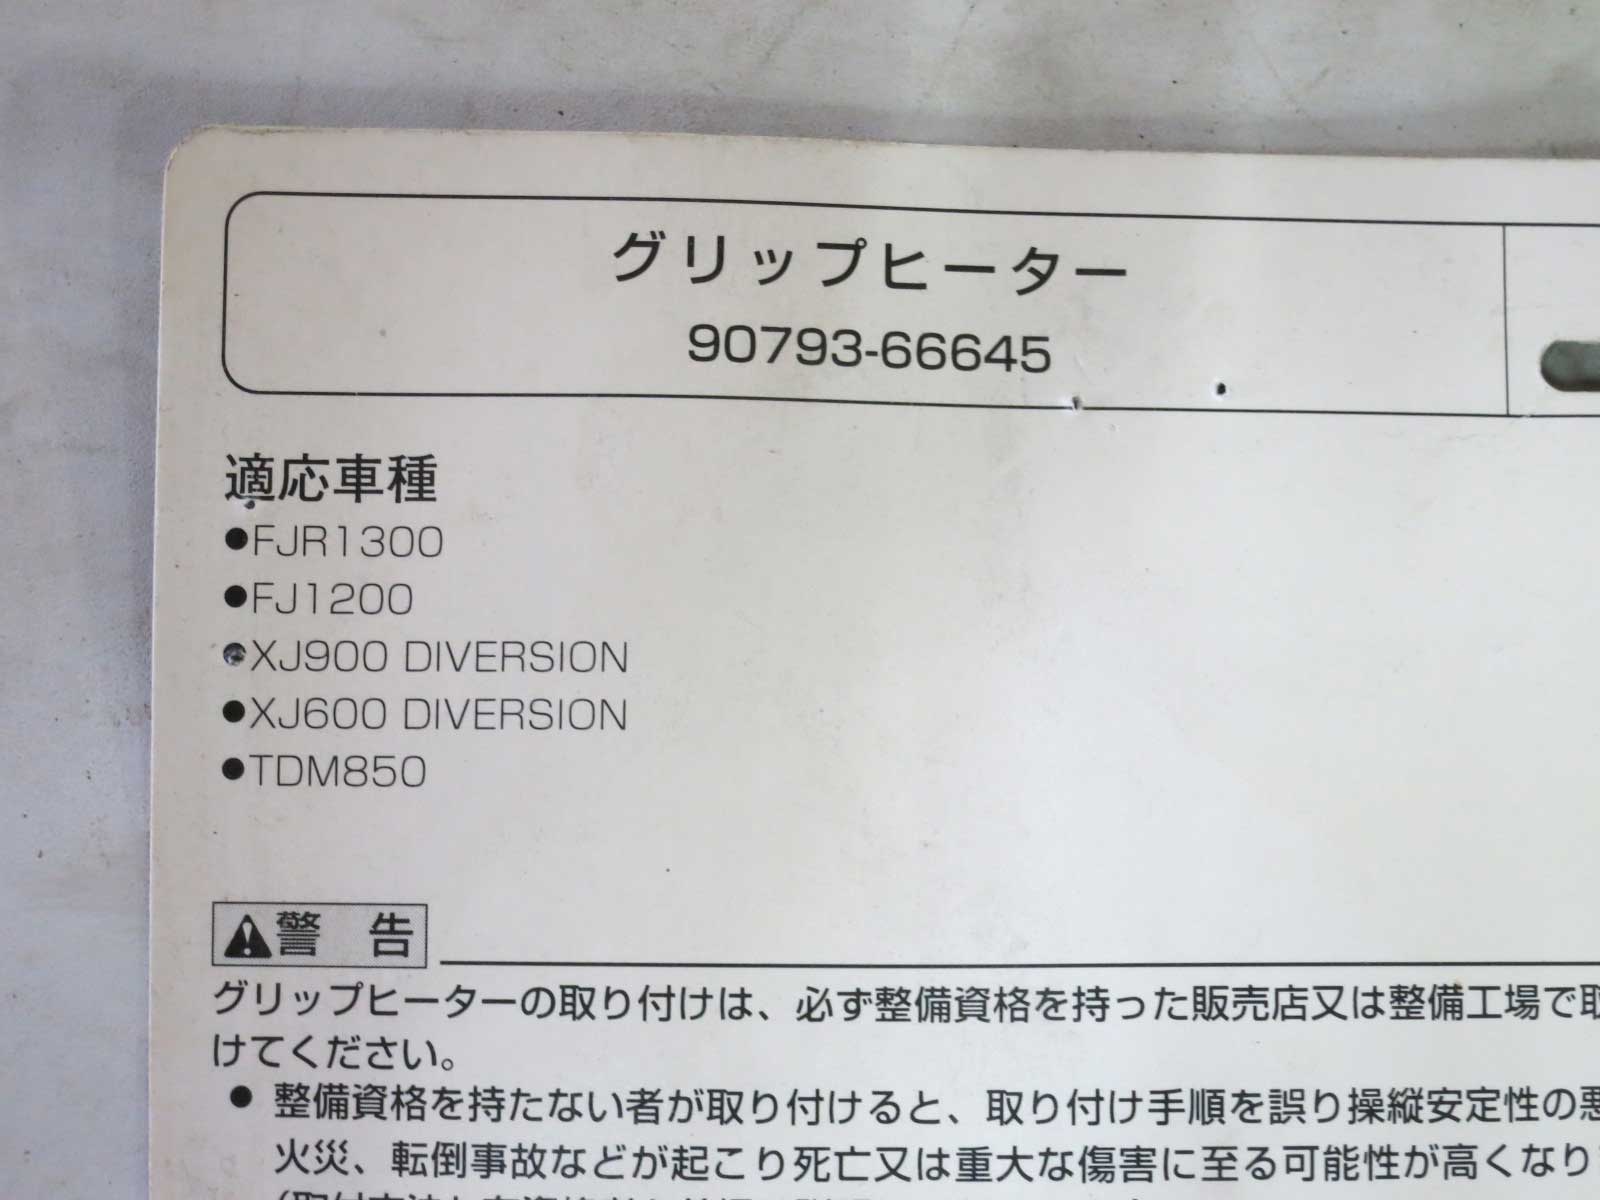 グリップヒーター
90793-66645
適応車種
●FJR1300
●FJ1200
●XJ900 DIVERSION
●XJ600 DIVERSION
●TDM850
警 告
グリップヒーターの取り付けは、必ず整備資格を持った販売店又は整備工場で取
けてください。
● 整備資格を持たない者が取り付けると、取り付け手順を誤り操縦安定性の悪
火災、転倒事故などが起こり死亡又は重大な傷害に至る可能性が高くなり